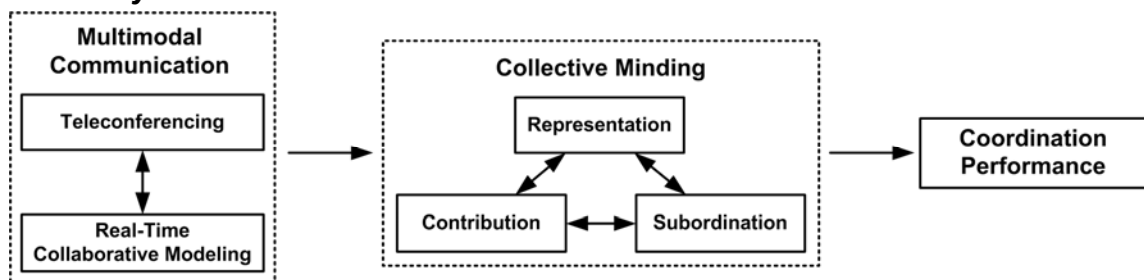 Multimodal
Communication
Teleconferencing
Real-Time
Collaborative Modeling
Collective Minding
Representation
Contribution
Subordination
Coordination
Performance